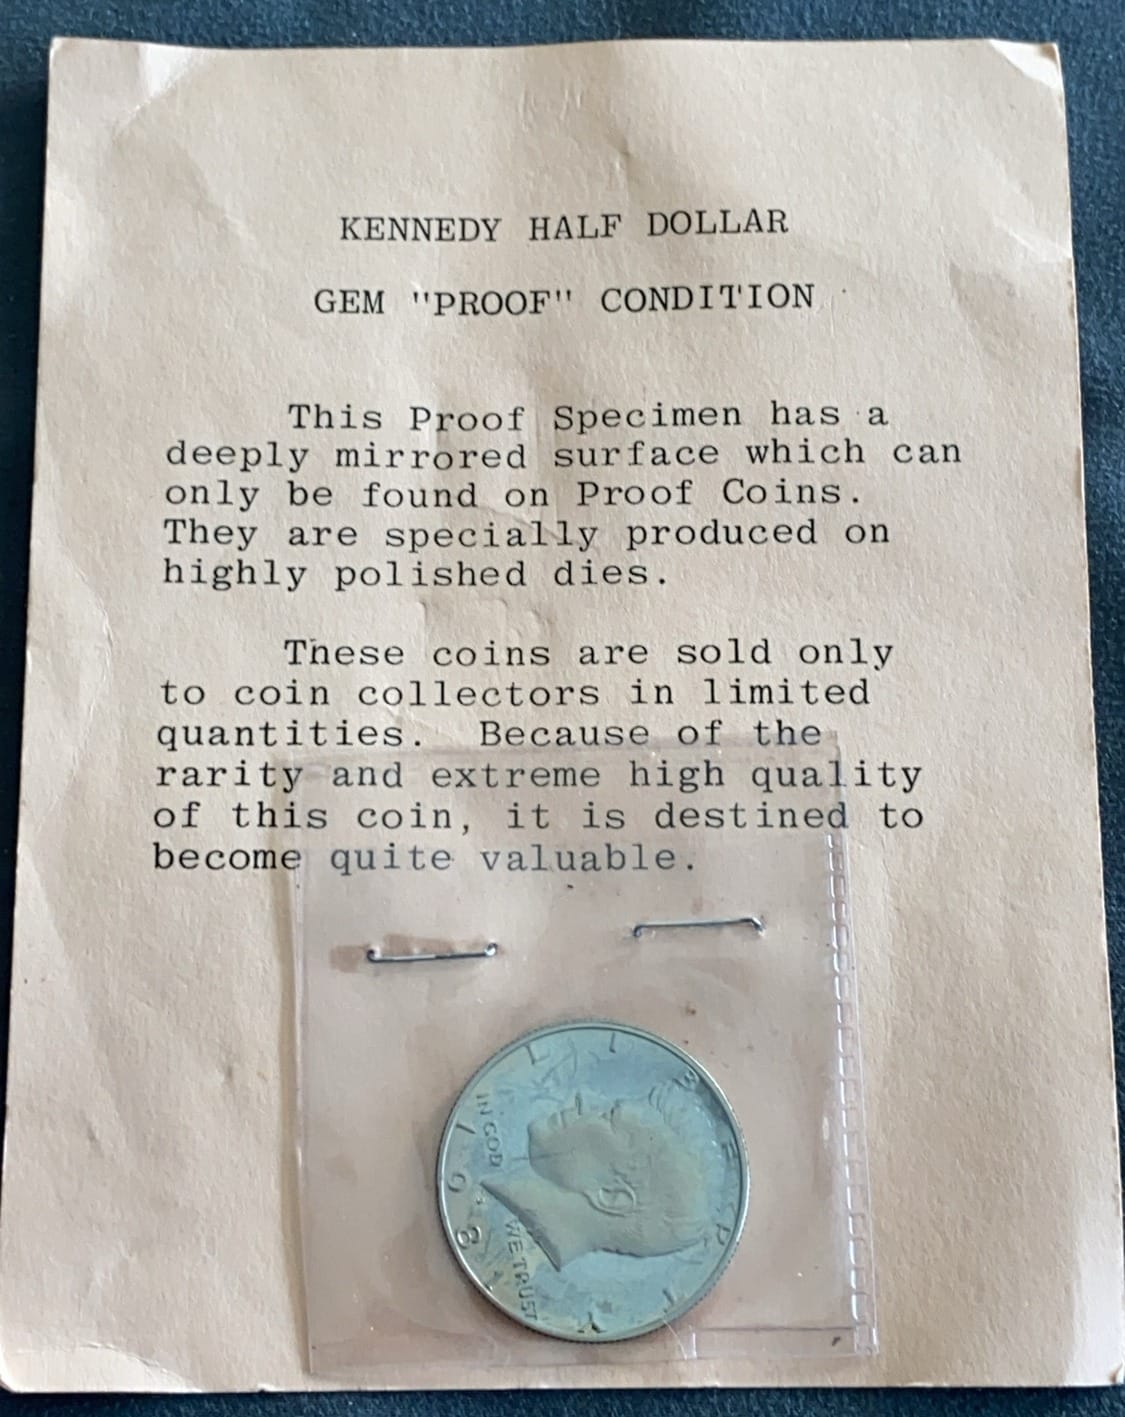 KENNEDY HALF DOLLAR
GEM "PROOF" CONDITION
This Proof Specimen has a
deeply mirrored surface which can
only be found on Proof Coins.
They are specially produced on
highly polished dies.
These coins are sold only
to coin collectors in limited
quantities. Because of the
rarity and extreme high quality
of this coin, it is destined to
become quite valuable.
LIBERTY
IN GOD WE TRUST